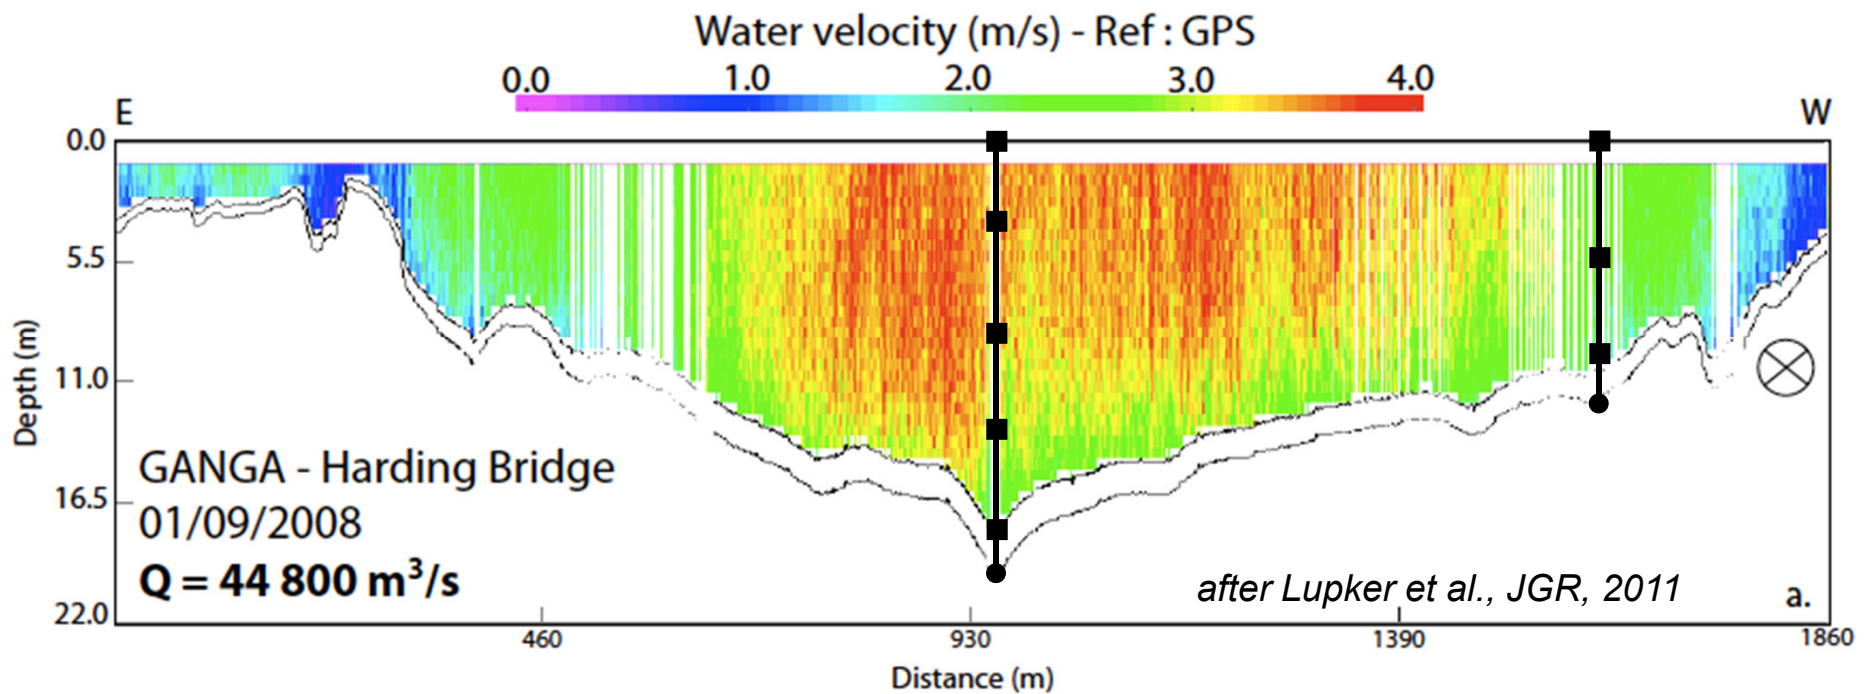 Water velocity (m/s) - Ref : GPS
0.0 1.0 2.0 3.0 4.0
E W
0.0
5.5
11.0
16.5
22.0
Depth (m)
GANGA - Harding Bridge
01/09/2008
Q = 44 800 m³/s
after Lupker et al., JGR, 2011
a.
460 930 1390 1860
Distance (m)